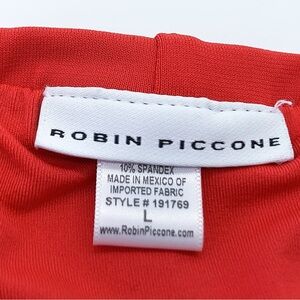 ROBIN PICCONE
10% SPANDEX
MADE IN MEXICO OF
IMPORTED FABRIC
STYLE # 191769
L
www.RobinPiccone.com